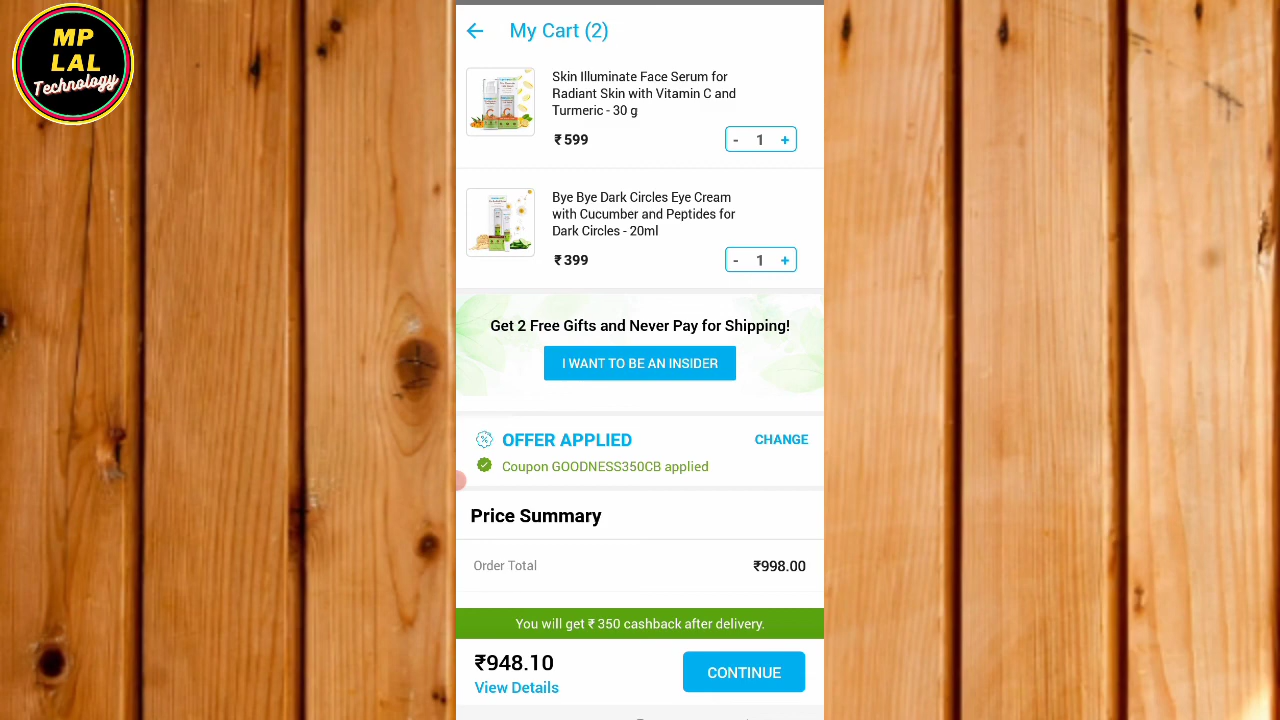 MP
LAL
Technology
My Cart (2)
Skin Illuminate Face Serum for
Radiant Skin with Vitamin C and
Turmeric - 30 g
₹599
- 1 +
Bye Bye Dark Circles Eye Cream
with Cucumber and Peptides for
Dark Circles - 20ml
₹399
- 1 +
Get 2 Free Gifts and Never Pay for Shipping!
I WANT TO BE AN INSIDER
OFFER APPLIED
CHANGE
Coupon GOODNESS350CB applied
Price Summary
Order Total
₹998.00
You will get ₹ 350 cashback after delivery.
₹948.10
View Details
CONTINUE